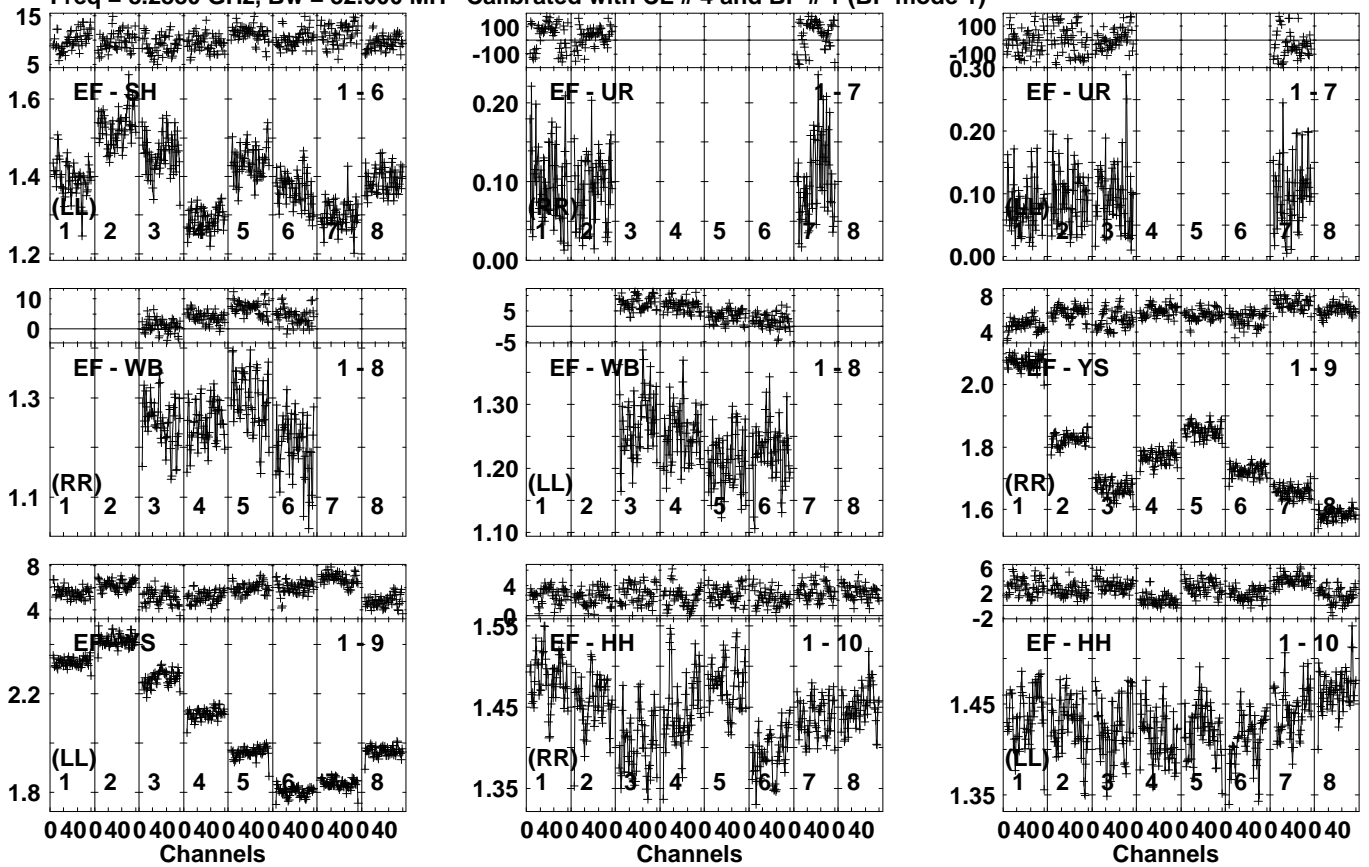 Calibrated with CL # 4 and BP # 1 (BP mode 1)
15
5
1.6
1.4
1.2
EF - SH 1 - 6
(LL)
1 2 3 4 5 6 7 8
100
-100
0.20
0.10
0.00
EF - UR 1 - 7
(RR)
1 2 3 4 5 6 7 8
100
-100
0.30
0.20
0.10
0.00
EF - UR 1 - 7
(LL)
1 2 3 4 5 6 7 8
10
0
1.3
1.1
EF - WB 1 - 8
(RR)
1 2 3 4 5 6 7 8
5
-5
1.30
1.20
1.10
EF - WB 1 - 8
(LL)
1 2 3 4 5 6 7 8
8
4
2.0
1.8
1.6
EF - YS 1 - 9
(RR)
1 2 3 4 5 6 7 8
8
4
2.2
1.8
EF - YS 1 - 9
(LL)
1 2 3 4 5 6 7 8
4
0
1.55
1.45
1.35
EF - HH 1 - 10
(RR)
1 2 3 4 5 6 7 8
6
2
-2
1.45
1.35
EF - HH 1 - 10
(LL)
1 2 3 4 5 6 7 8
0 40 0 40 0 40 0 40 0 40 0 40 0 40 0 40
Channels
0 40 0 40 0 40 0 40 0 40 0 40 0 40 0 40
Channels
0 40 0 40 0 40 0 40 0 40 0 40 0 40 0 40
Channels